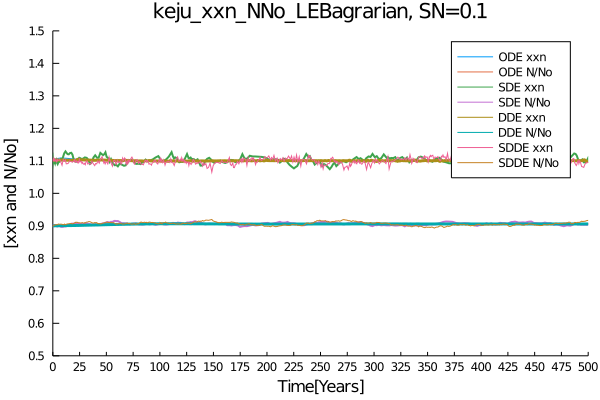 keju_xxn_NNo_LEBagrarian, SN=0.1
[xxn and N/No]
1.5
1.4
1.3
1.2
1.1
1.0
0.9
0.8
0.7
0.6
0.5
ODE xxn
ODE N/No
SDE xxn
SDE N/No
DDE xxn
DDE N/No
SDDE xxn
SDDE N/No
0 25 50 75 100 125 150 175 200 225 250 275 300 325 350 375 400 425 450 475 500
Time[Years]